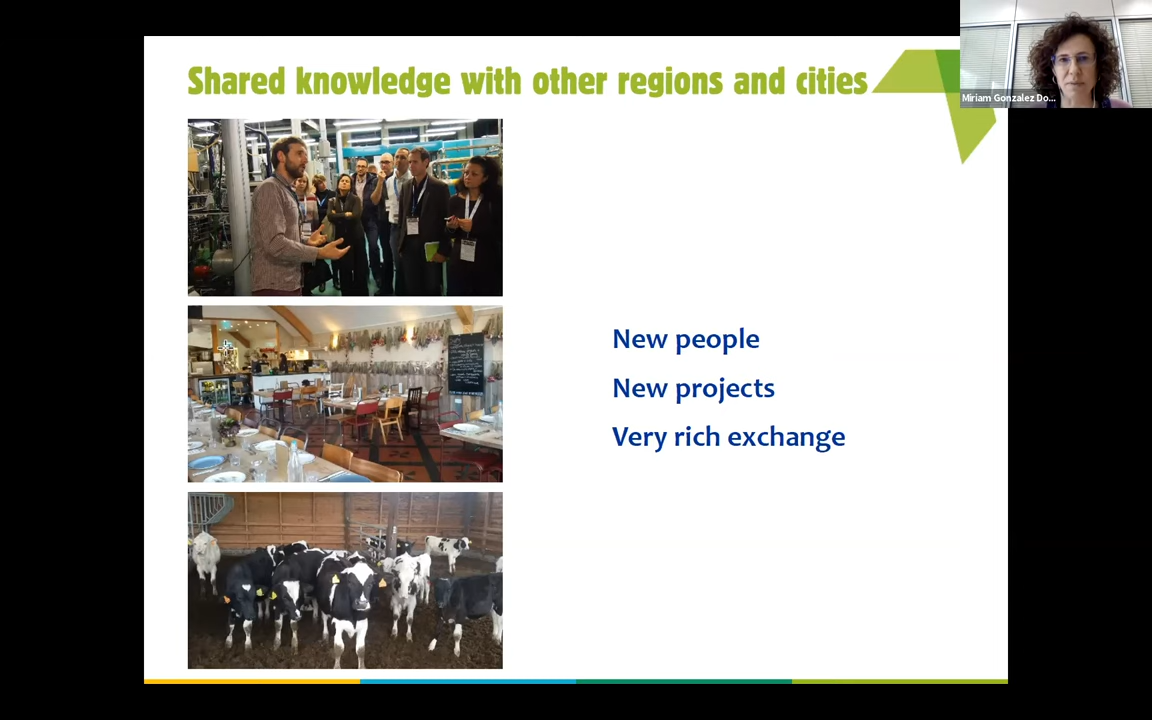 Shared knowledge with other regions and cities
Miriam Gonzalez Do...
New people
New projects
Very rich exchange